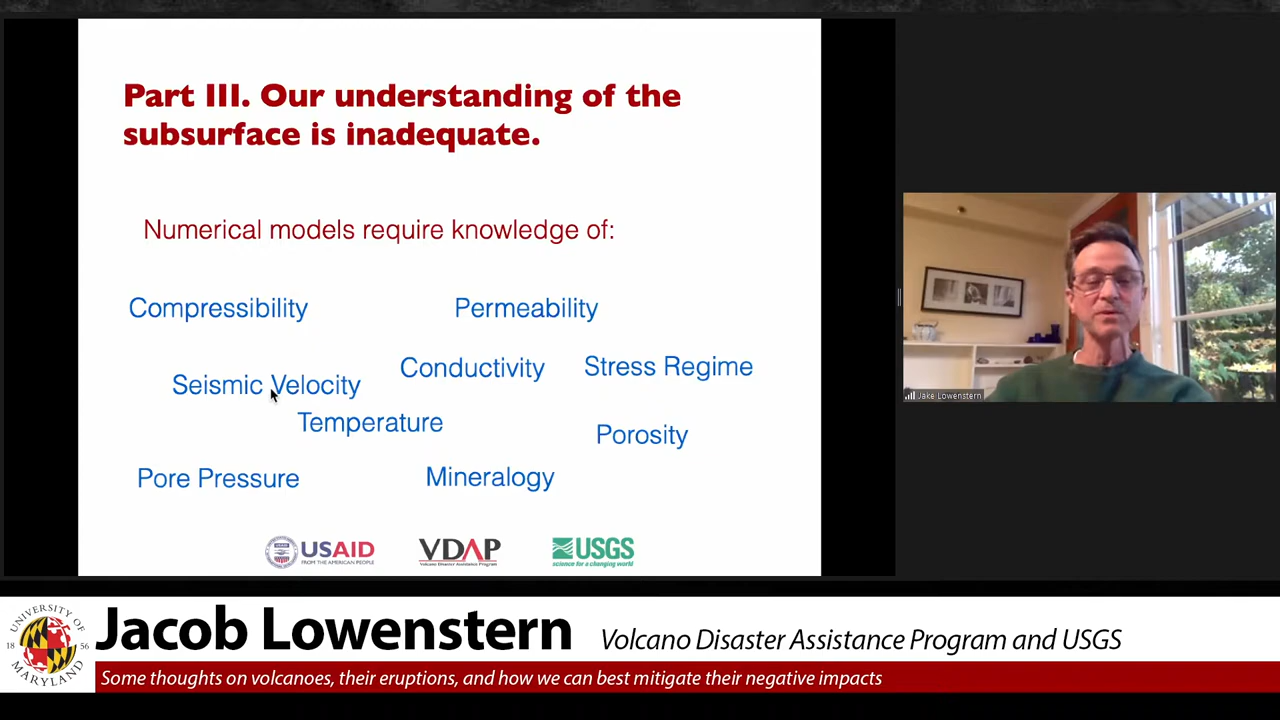 Part III. Our understanding of the
subsurface is inadequate.
Numerical models require knowledge of:
Compressibility
Permeability
Seismic Velocity
Conductivity
Stress Regime
Temperature
Porosity
Pore Pressure
Mineralogy
USAID
FROM THE AMERICAN PEOPLE
VDAP
Volcano Disaster Assistance Program
USGS
science for a changing world
Jake Lowenstern
UNIVERSITY OF
MARYLAND
18 56
Jacob Lowenstern
Volcano Disaster Assistance Program and USGS
Some thoughts on volcanoes, their eruptions, and how we can best mitigate their negative impacts